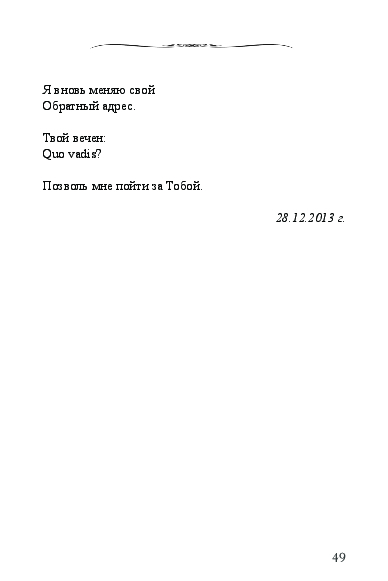 Я вновь меняю свой
Обратный адрес.
Твой вечен:
Quo vadis?
Позволь мне пойти за Тобой.
28.12.2013 г.
49